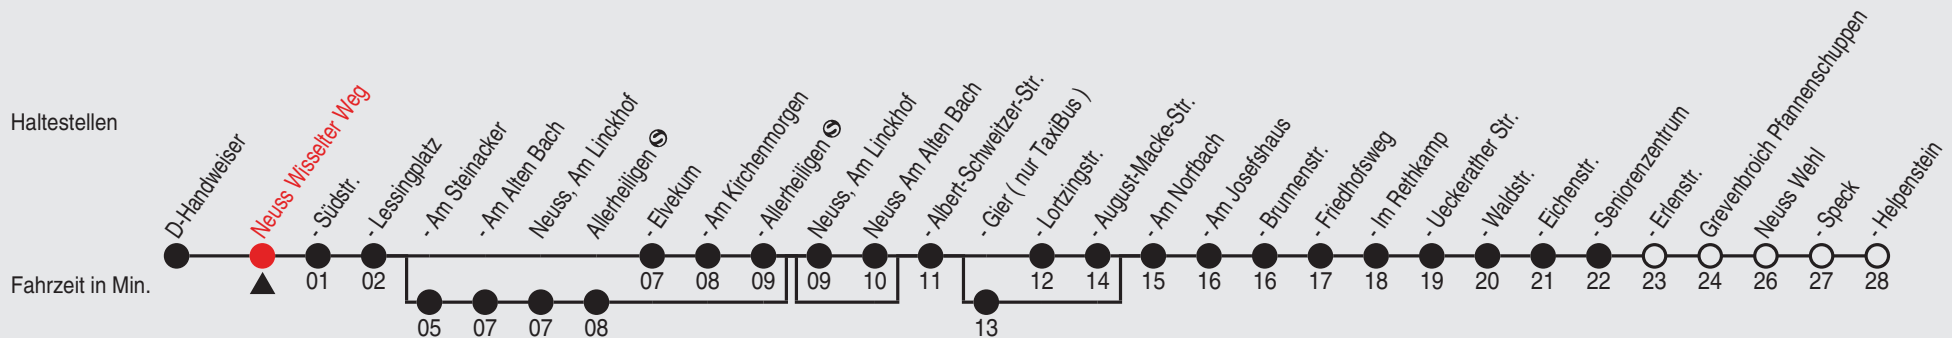 Haltestellen
D-Handweiser
Neuss Wisselter Weg
- Südstr.
- Lessingplatz
- Am Steinacker
- Am Alten Bach
Neuss, Am Linckhof
Allerheiligen Ⓢ
- Elvekum
- Am Kirchenmorgen
- Allerheiligen Ⓢ
Neuss, Am Linckhof
Neuss Am Alten Bach
- Albert-Schweitzer-Str.
- Gier ( nur TaxiBus )
- Lortzingstr.
- August-Macke-Str.
- Am Norfbach
- Am Josefshaus
- Brunnenstr.
- Friedhofsweg
- Im Rethkamp
- Ueckerather Str.
- Waldstr.
- Eichenstr.
- Seniorenzentrum
- Erlenstr.
Grevenbroich Pfannenschuppen
Neuss Wehl
- Speck
- Helpenstein
Fahrzeit in Min.
01 02 07 08 09 09 10 11 12 14 15 16 16 17 18 19 20 21 22 23 24 26 27 28
05 07 07 08 13